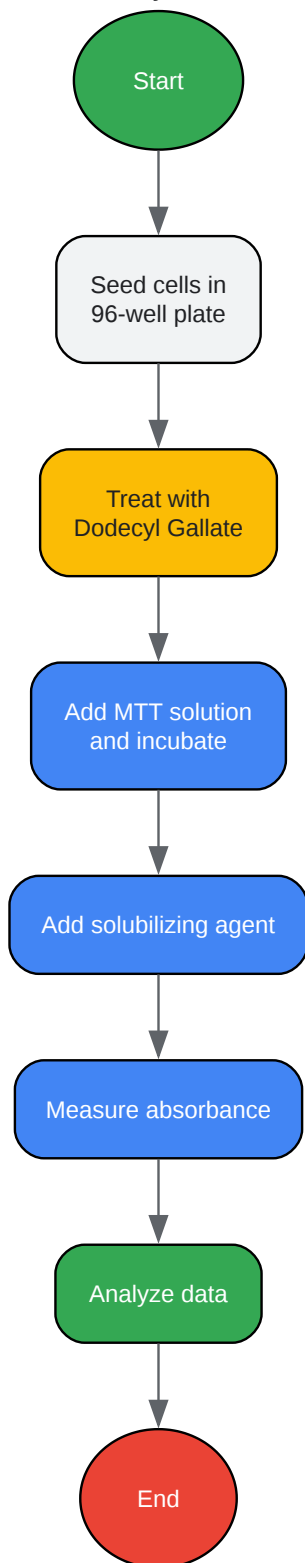 Start
Seed cells in
96-well plate
Treat with
Dodecyl Gallate
Add MTT solution
and incubate
Add solubilizing agent
Measure absorbance
Analyze data
End